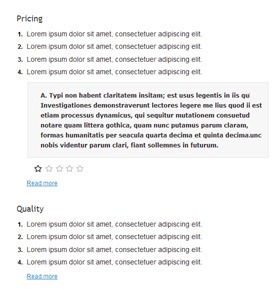 Pricing
1. Lorem ipsum dolor sit amet, consectetuer adipiscing elit.
2. Lorem ipsum dolor sit amet, consectetuer adipiscing elit.
3. Lorem ipsum dolor sit amet, consectetuer adipiscing elit.
4. Lorem ipsum dolor sit amet, consectetuer adipiscing elit.
A. Typi non habent claritatem insitam; est usus legentis in iis qu
Investigationes demonstraverunt lectores legere me lius quod ii est
etiam processus dynamicus, qui sequitur mutationem consuetud
notare quam littera gothica, quam nunc putamus parum claram,
formas humanitatis per seacula quarta decima et quinta decima.unc
nobis videntur parum clari, fiant sollemnes in futurum.
Read more
Quality
1. Lorem ipsum dolor sit amet, consectetuer adipiscing elit.
2. Lorem ipsum dolor sit amet, consectetuer adipiscing elit.
3. Lorem ipsum dolor sit amet, consectetuer adipiscing elit.
4. Lorem ipsum dolor sit amet, consectetuer adipiscing elit.
Read more